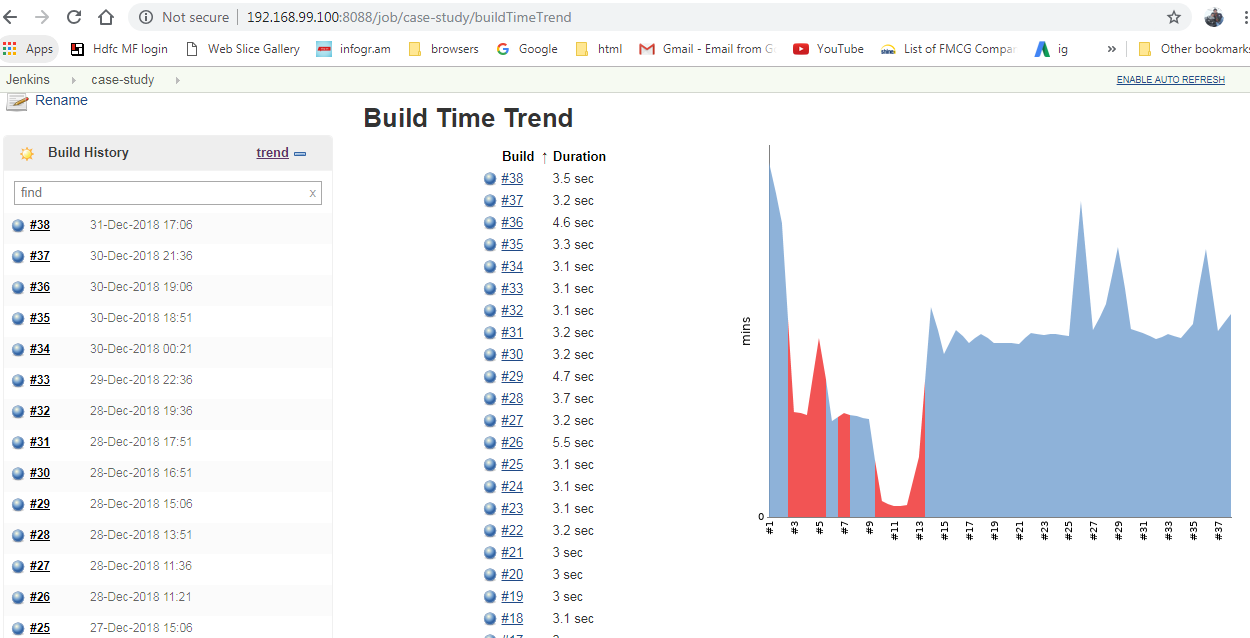 Not secure | 192.168.99.100:8088/job/case-study/buildTimeTrend
Apps Hdfc MF login Web Slice Gallery infogr.am browsers Google html Gmail - Email from G YouTube List of FMCG Compar ig » Other bookmarks
Jenkins case-study ENABLE AUTO REFRESH
Rename
Build History trend
find x
#38 31-Dec-2018 17:06
#37 30-Dec-2018 21:36
#36 30-Dec-2018 19:06
#35 30-Dec-2018 18:51
#34 30-Dec-2018 00:21
#33 29-Dec-2018 22:36
#32 28-Dec-2018 19:36
#31 28-Dec-2018 17:51
#30 28-Dec-2018 16:51
#29 28-Dec-2018 15:06
#28 28-Dec-2018 13:51
#27 28-Dec-2018 11:36
#26 28-Dec-2018 11:21
#25 27-Dec-2018 15:06
Build Time Trend
Build ↑ Duration
#38 3.5 sec
#37 3.2 sec
#36 4.6 sec
#35 3.3 sec
#34 3.1 sec
#33 3.1 sec
#32 3.1 sec
#31 3.2 sec
#30 3.2 sec
#29 4.7 sec
#28 3.7 sec
#27 3.2 sec
#26 5.5 sec
#25 3.1 sec
#24 3.1 sec
#23 3.1 sec
#22 3.2 sec
#21 3 sec
#20 3 sec
#19 3 sec
#18 3.1 sec
mins
0
#1 #3 #5 #7 #9 #11 #13 #15 #17 #19 #21 #23 #25 #27 #29 #31 #33 #35 #37